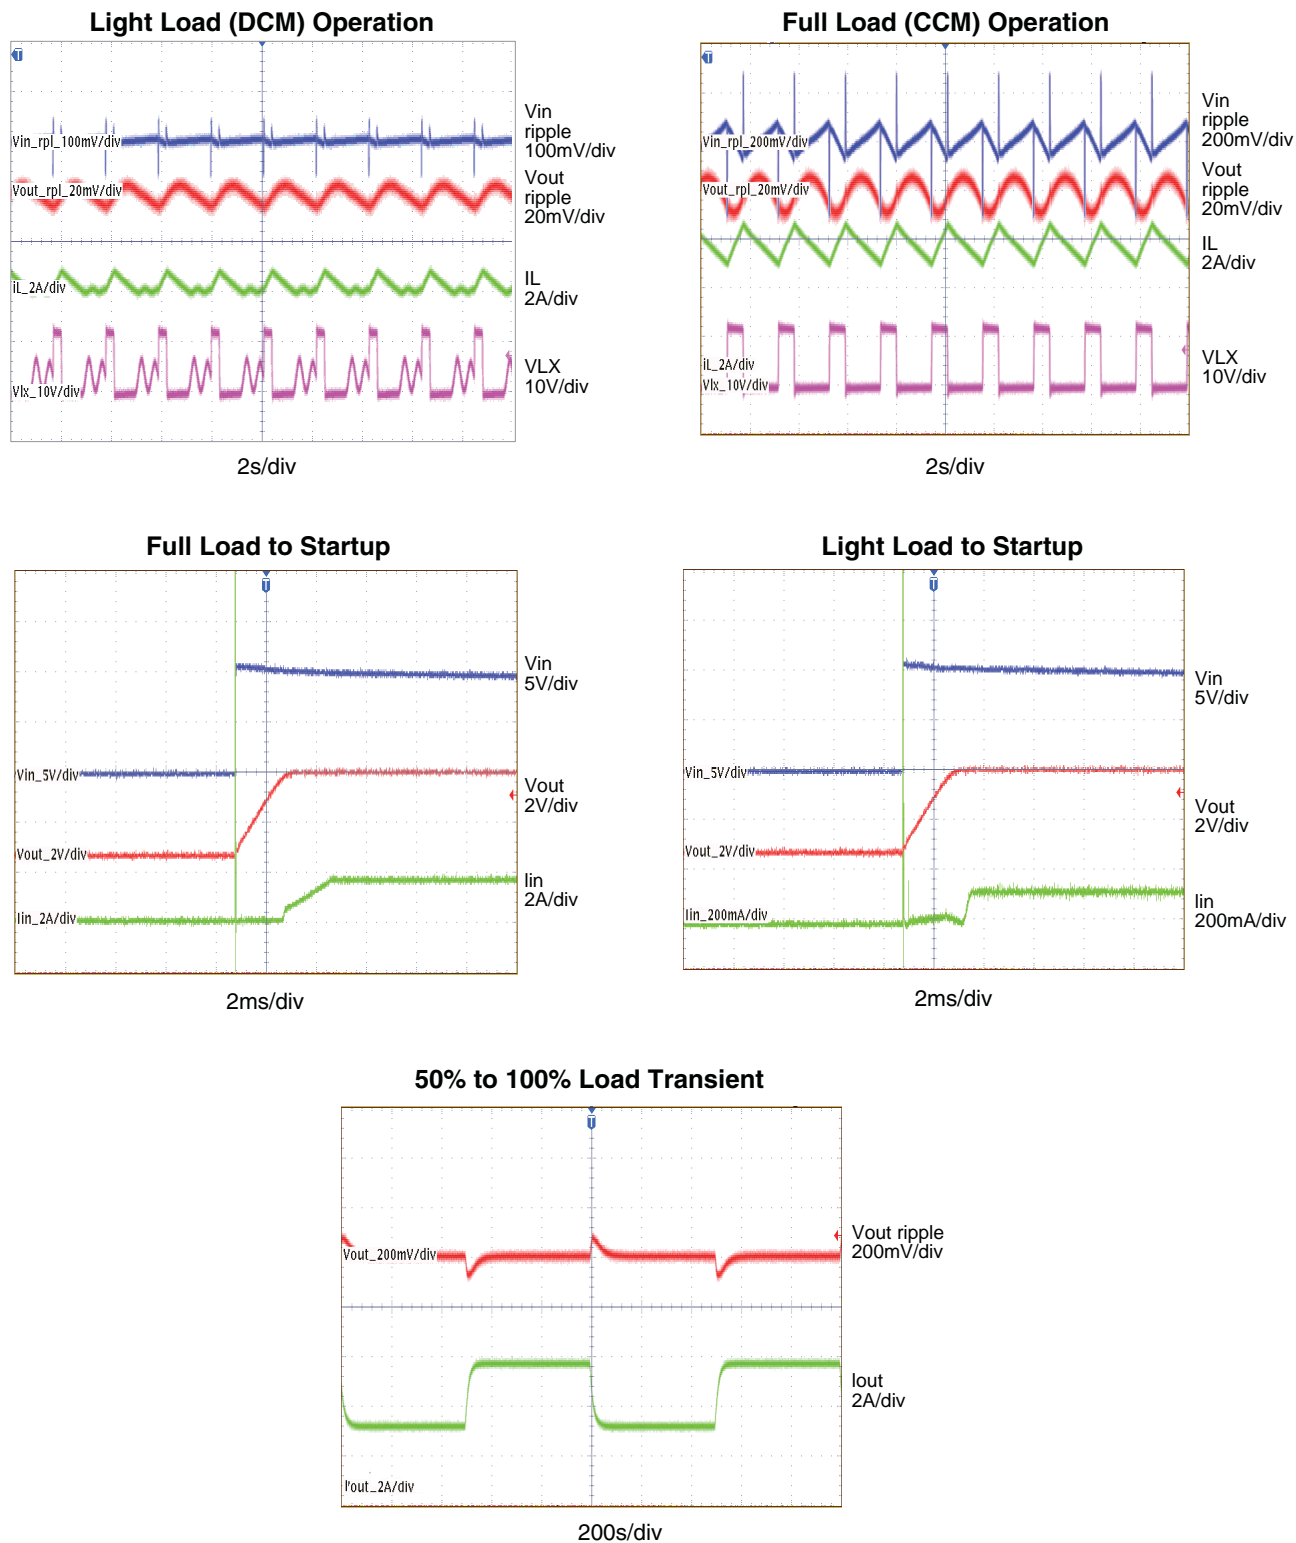 Light Load (DCM) Operation
T
Vin_rpl_100mV/div
Vout_rpl_20mV/div
iL_2A/div
Vlx_10V/div
Vin
ripple
100mV/div
Vout
ripple
20mV/div
IL
2A/div
VLX
10V/div
2s/div
Full Load (CCM) Operation
T
Vin_rpl_200mV/div
Vout_rpl_20mV/div
iL_2A/div
Vlx_10V/div
Vin
ripple
200mV/div
Vout
ripple
20mV/div
IL
2A/div
VLX
10V/div
2s/div
Full Load to Startup
T
Vin_5V/div
Vout_2V/div
Iin_2A/div
Vin
5V/div
Vout
2V/div
Iin
2A/div
2ms/div
Light Load to Startup
T
Vin_5V/div
Vout_2V/div
Iin_200mA/div
Vin
5V/div
Vout
2V/div
Iin
200mA/div
2ms/div
50% to 100% Load Transient
T
Vout_200mV/div
I'out_2A/div
Vout ripple
200mV/div
Iout
2A/div
200s/div